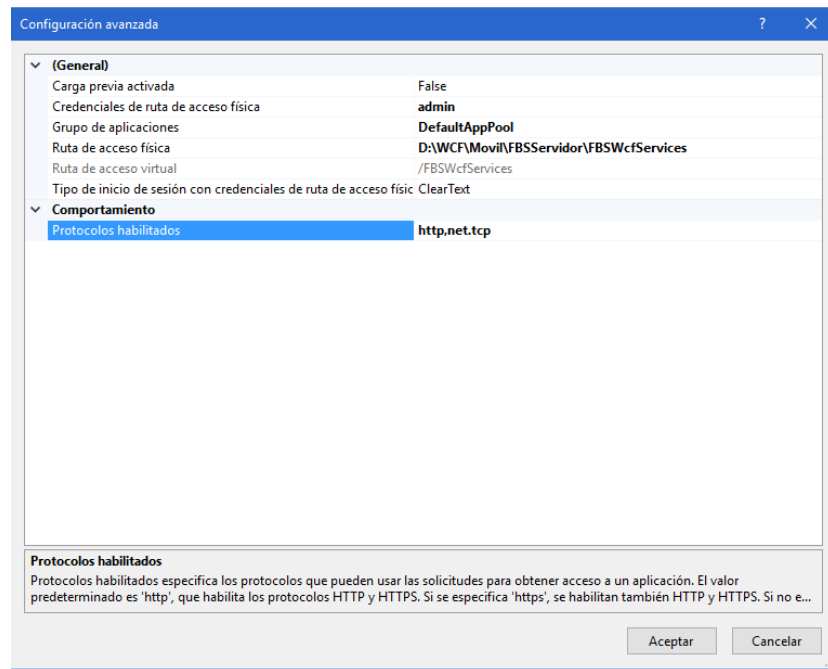 Configuración avanzada
(General)
Carga previa activada False
Credenciales de ruta de acceso física admin
Grupo de aplicaciones DefaultAppPool
Ruta de acceso física D:\WCF\Movil\FBSServidor\FBSWcfServices
Ruta de acceso virtual /FBSWcfServices
Tipo de inicio de sesión con credenciales de ruta de acceso físic ClearText
Comportamiento
Protocolos habilitados http,net.tcp
Protocolos habilitados
Protocolos habilitados especifica los protocolos que pueden usar las solicitudes para obtener acceso a un aplicación. El valor
predeterminado es 'http', que habilita los protocolos HTTP y HTTPS. Si se especifica 'https', se habilitan también HTTP y HTTPS. Si no e...
Aceptar Cancelar